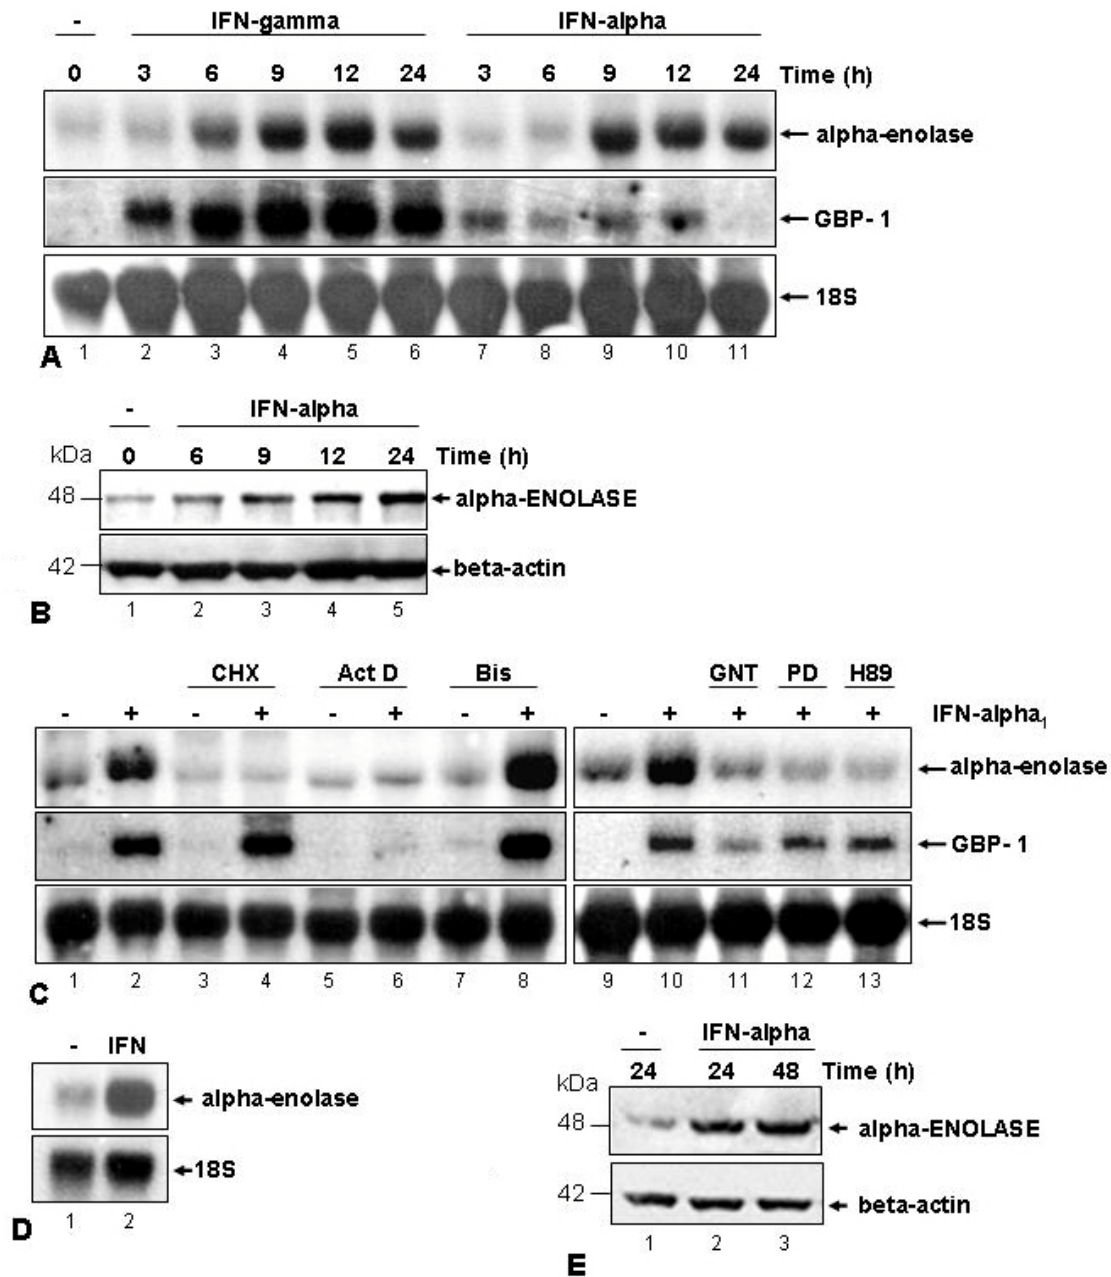 - IFN-gamma IFN-alpha
0 3 6 9 12 24 3 6 9 12 24 Time (h)
alpha-enolase
GBP-1
18S
A 1 2 3 4 5 6 7 8 9 10 11
- IFN-alpha
kDa 0 6 9 12 24 Time (h)
48 alpha-ENOLASE
42 beta-actin
B 1 2 3 4 5
CHX Act D Bis GNT PD H89
- + - + - + - + - + + + + IFN-alpha₁
alpha-enolase
GBP-1
18S
C 1 2 3 4 5 6 7 8 9 10 11 12 13
- IFN
alpha-enolase
18S
D 1 2
- IFN-alpha
kDa 24 24 48 Time (h)
48 alpha-ENOLASE
42 beta-actin
E 1 2 3